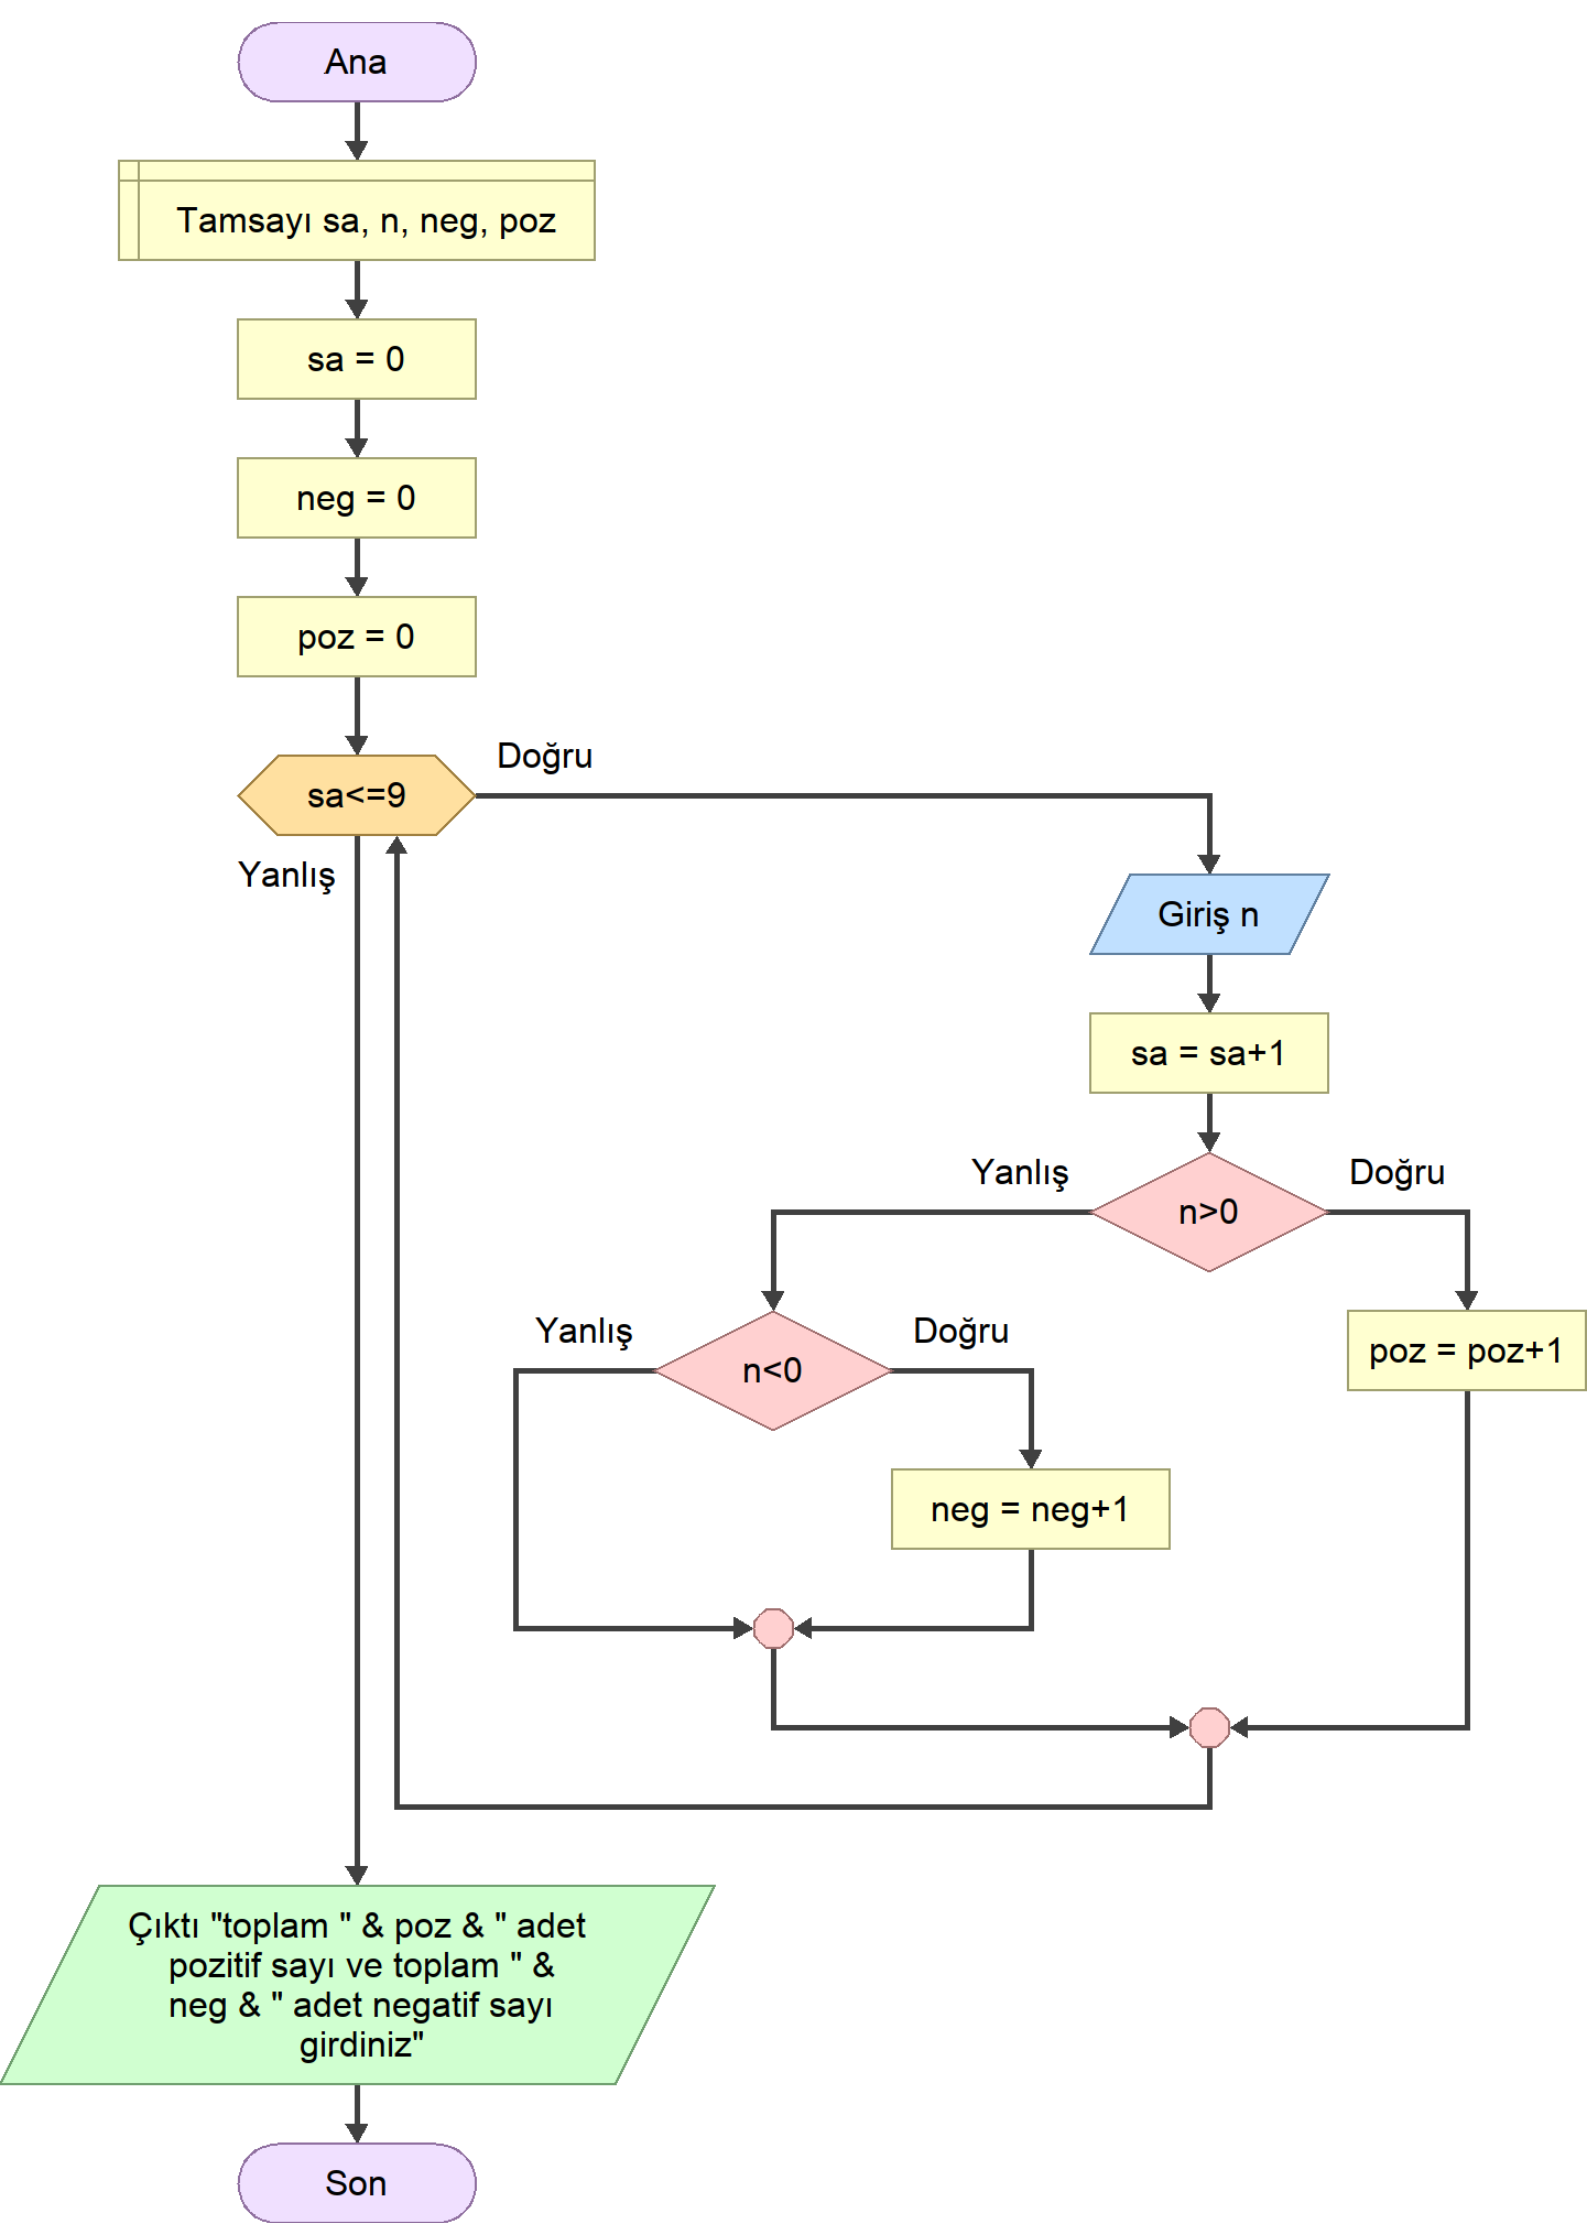 Ana
Tamsayı sa, n, neg, poz
sa = 0
neg = 0
poz = 0
sa<=9
Doğru
Yanlış
Giriş n
sa = sa+1
n>0
Yanlış
Doğru
poz = poz+1
n<0
Yanlış
Doğru
neg = neg+1
Çıktı "toplam " & poz & " adet
pozitif sayı ve toplam " &
neg & " adet negatif sayı
girdiniz"
Son